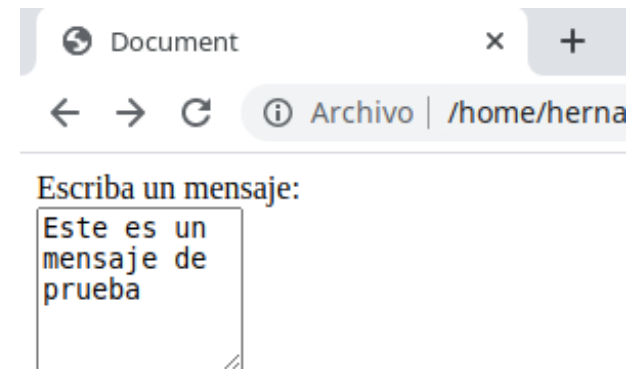 Document
Archivo | /home/herna
Escriba un mensaje:
Este es un
mensaje de
prueba